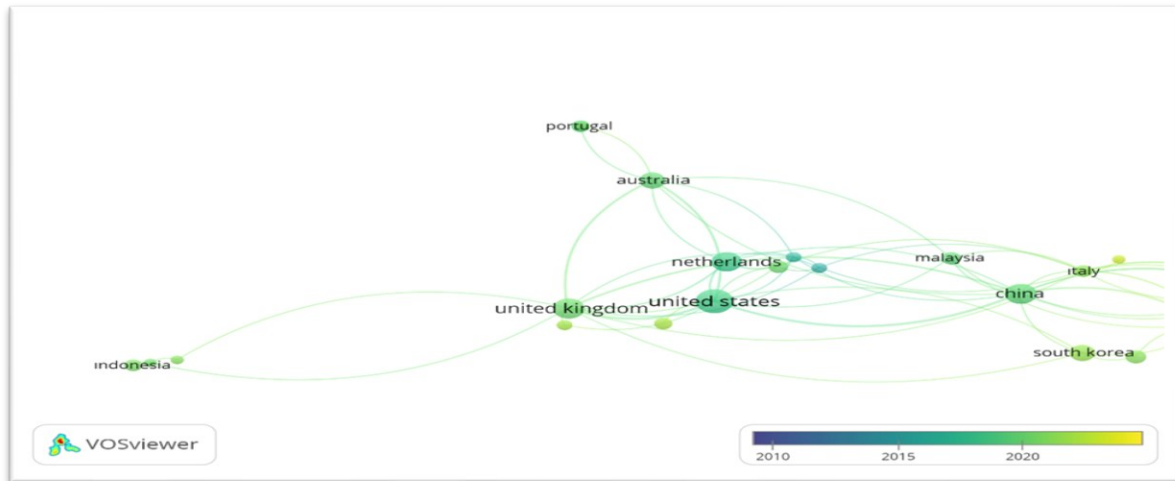 portugal
australia
netherlands
malaysia
italy
china
united kingdom
united states
south korea
indonesia
VOSviewer
2010
2015
2020